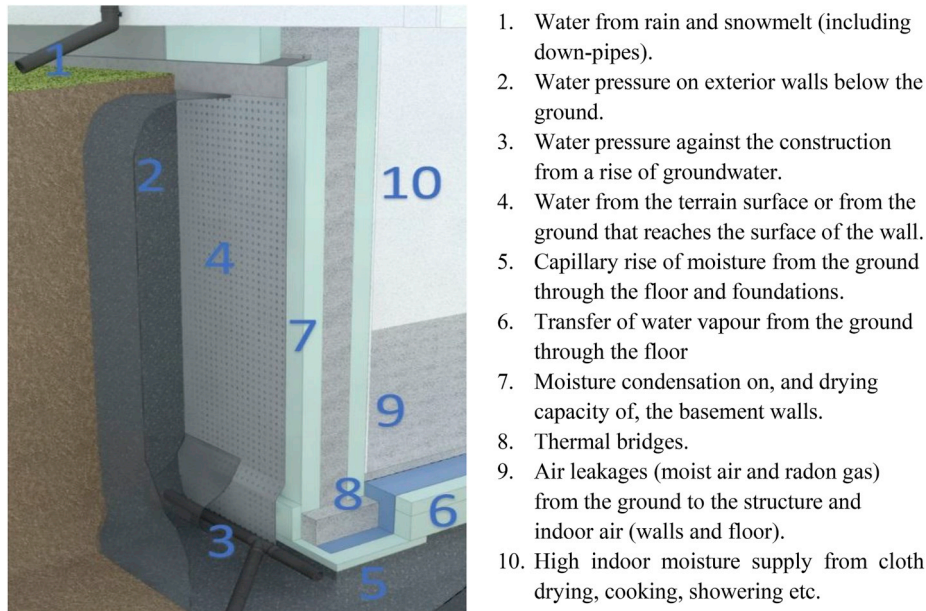 1
2
10
4
7
9
8
6
3
5
1. Water from rain and snowmelt (including
down-pipes).
2. Water pressure on exterior walls below the
ground.
3. Water pressure against the construction
from a rise of groundwater.
4. Water from the terrain surface or from the
ground that reaches the surface of the wall.
5. Capillary rise of moisture from the ground
through the floor and foundations.
6. Transfer of water vapour from the ground
through the floor
7. Moisture condensation on, and drying
capacity of, the basement walls.
8. Thermal bridges.
9. Air leakages (moist air and radon gas)
from the ground to the structure and
indoor air (walls and floor).
10. High indoor moisture supply from cloth
drying, cooking, showering etc.